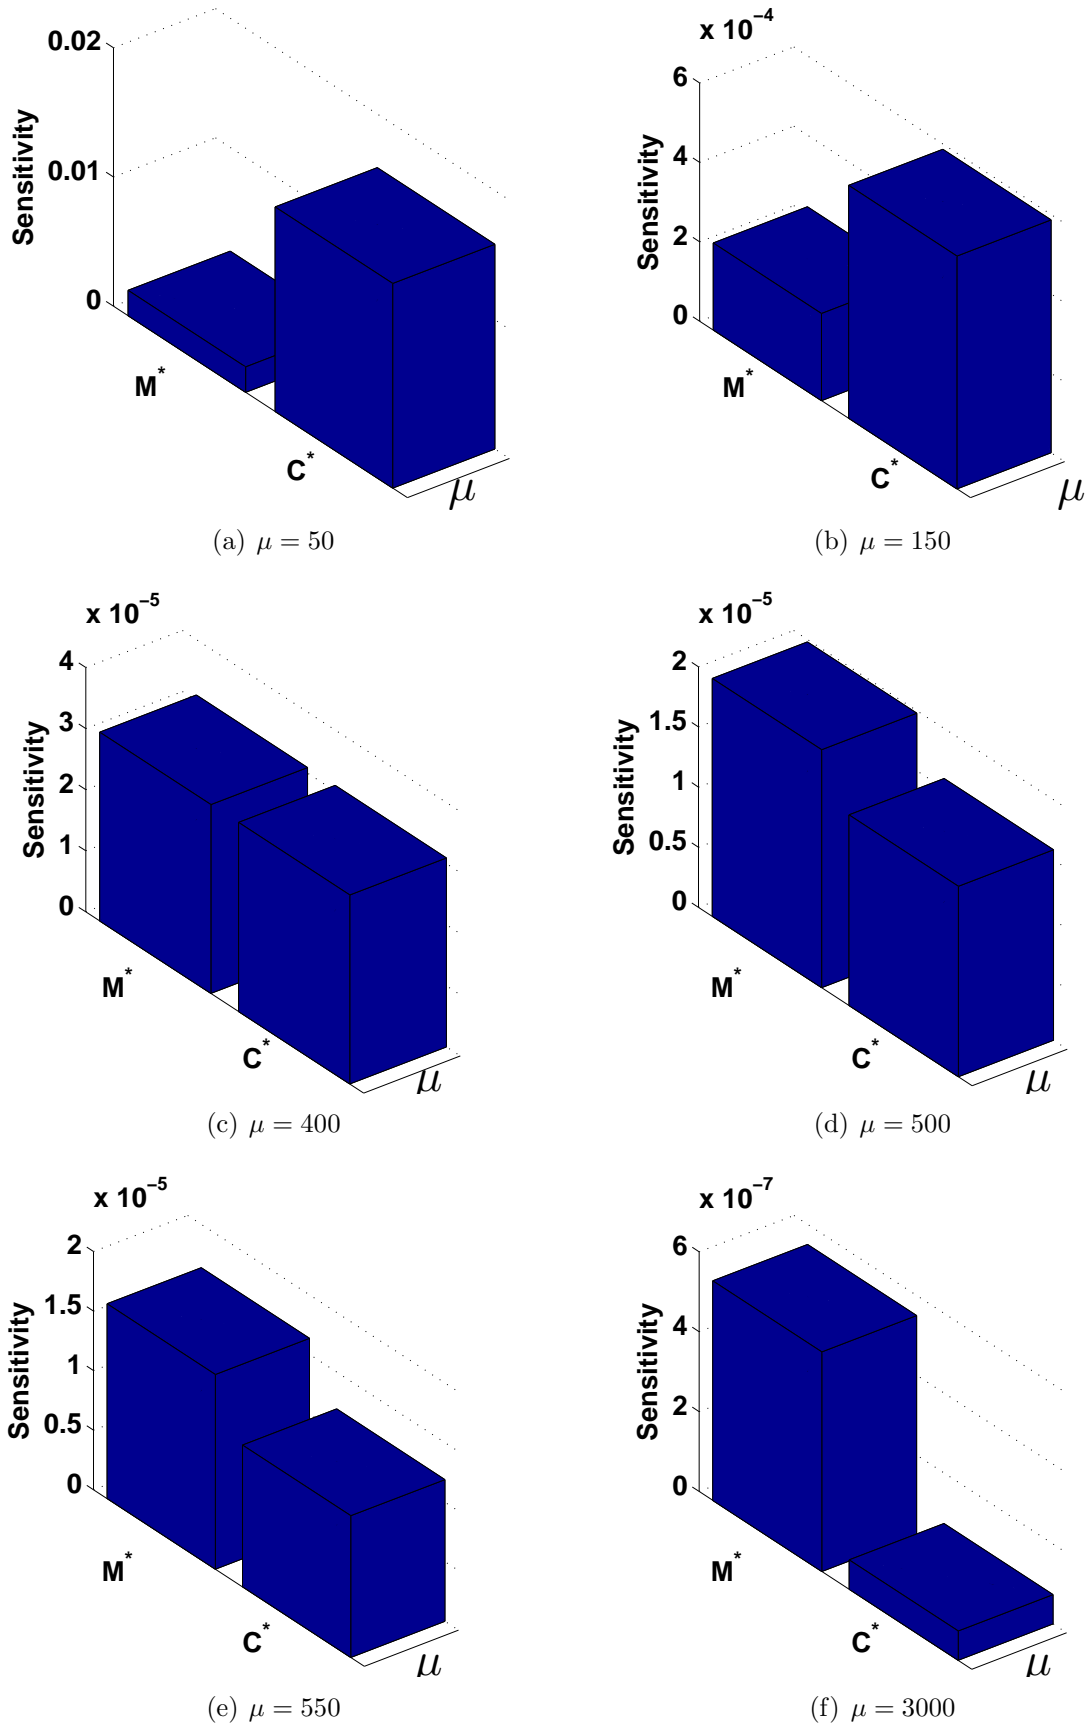 0.02
0.01
0
Sensitivity
M*
C*
μ
(a) μ = 50
x 10⁻⁴
6
4
2
0
Sensitivity
M*
C*
μ
(b) μ = 150
x 10⁻⁵
4
3
2
1
0
Sensitivity
M*
C*
μ
(c) μ = 400
x 10⁻⁵
2
1.5
1
0.5
0
Sensitivity
M*
C*
μ
(d) μ = 500
x 10⁻⁵
2
1.5
1
0.5
0
Sensitivity
M*
C*
μ
(e) μ = 550
x 10⁻⁷
6
4
2
0
Sensitivity
M*
C*
μ
(f) μ = 3000